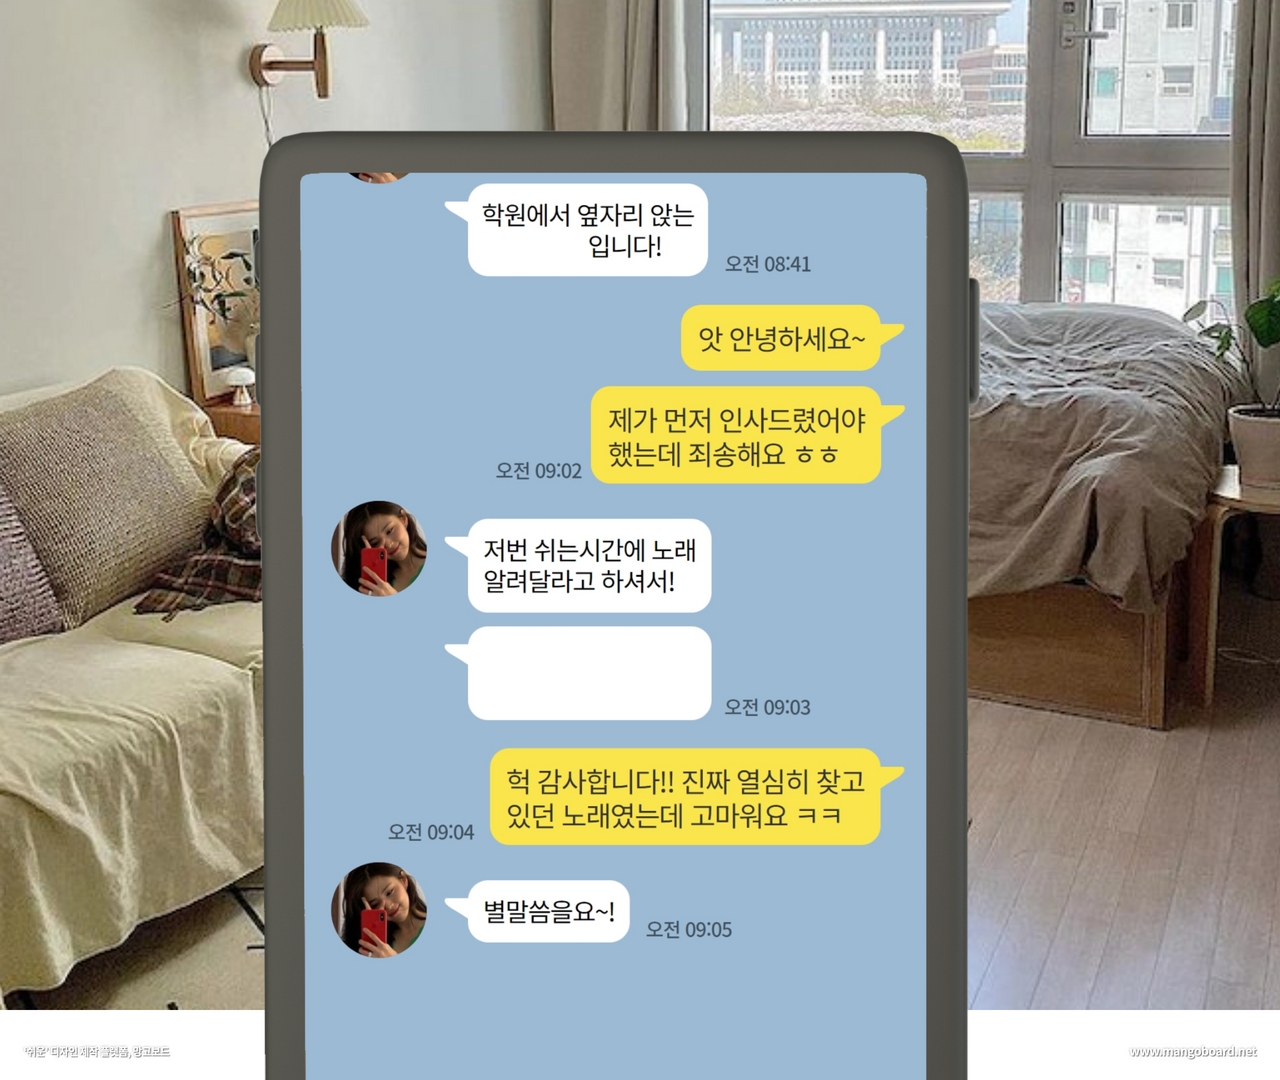 학원에서 옆자리 앉는
입니다!
오전 08:41
앗 안녕하세요~
제가 먼저 인사드렸어야
했는데 죄송해요 ㅎㅎ
오전 09:02
저번 쉬는시간에 노래
알려달라고 하셔서!
오전 09:03
헉 감사합니다!! 진짜 열심히 찾고
있던 노래였는데 고마워요 ㅋㅋ
오전 09:04
별말씀을요~!
오전 09:05
'쉬운' 디자인 제작 플랫폼, 망고보드
www.mangoboard.net